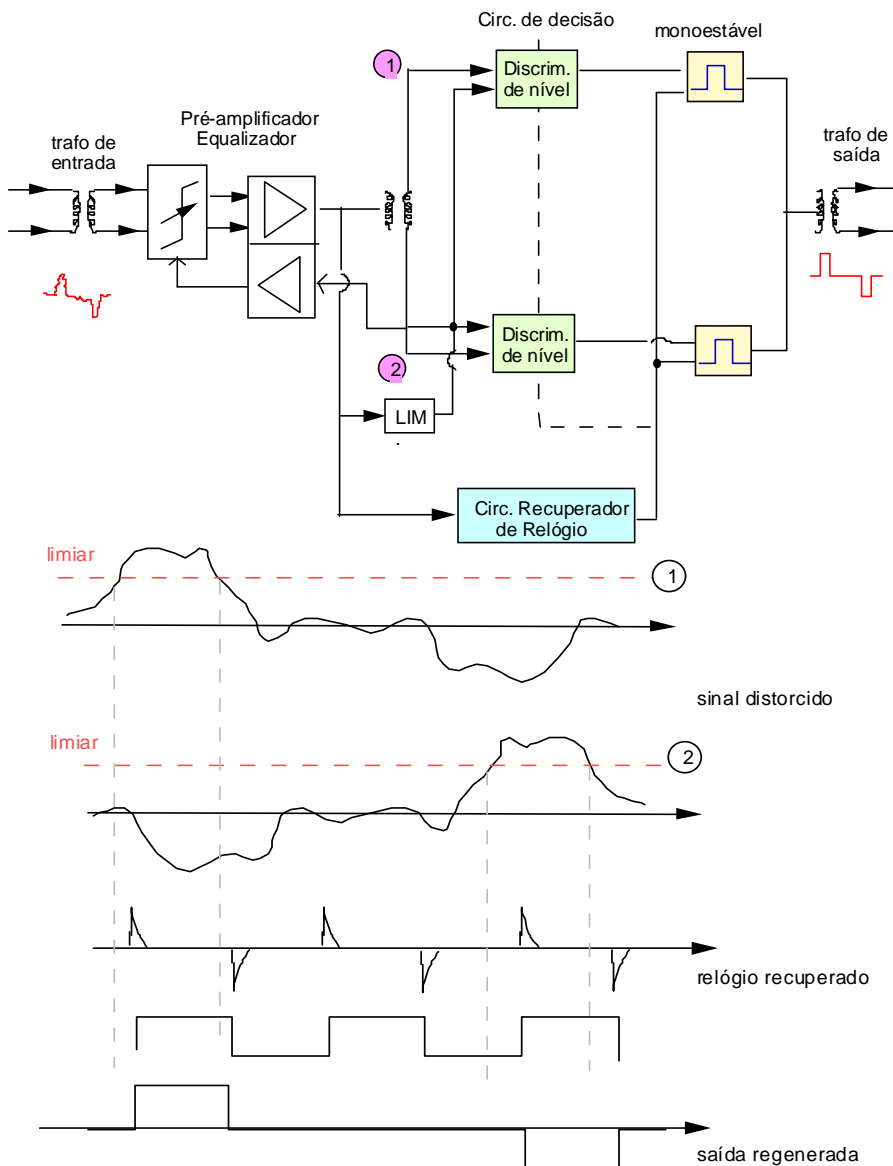 Circ. de decisão
monoestável
1
Discrim.
de nível
Pré-amplificador
Equalizador
trafo de
entrada
trafo de
saída
Discrim.
de nível
2
LIM
Circ. Recuperador
de Relógio
limiar
1
sinal distorcido
limiar
2
relógio recuperado
saída regenerada